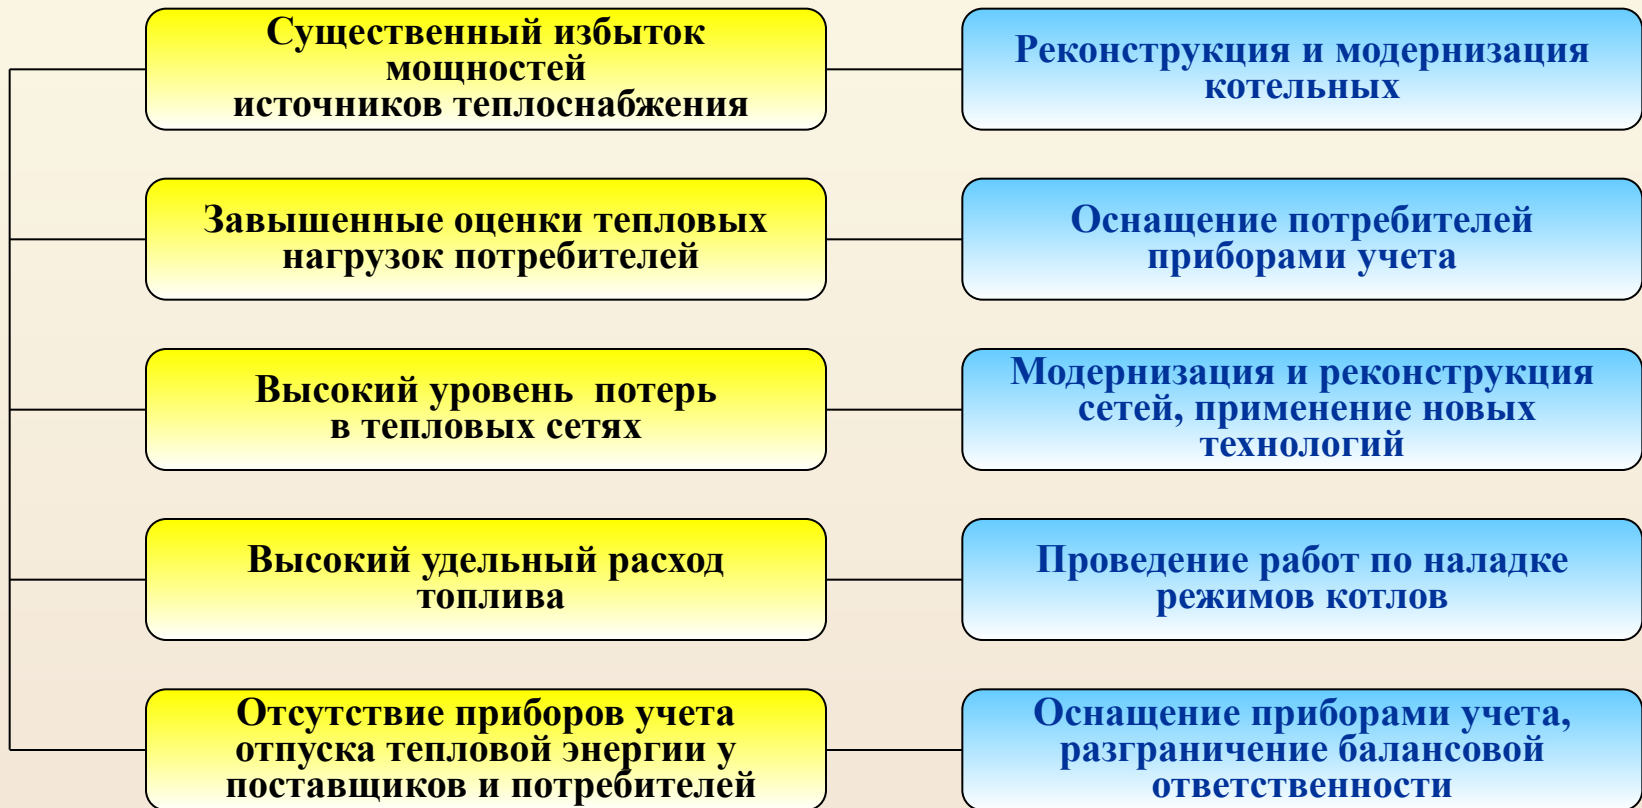 Существенный избыток
мощностей
источников теплоснабжения
Реконструкция и модернизация
котельных
Завышенные оценки тепловых
нагрузок потребителей
Оснащение потребителей
приборами учета
Высокий уровень потерь
в тепловых сетях
Модернизация и реконструкция
сетей, применение новых
технологий
Высокий удельный расход
топлива
Проведение работ по наладке
режимов котлов
Отсутствие приборов учета
отпуска тепловой энергии у
поставщиков и потребителей
Оснащение приборами учета,
разграничение балансовой
ответственности